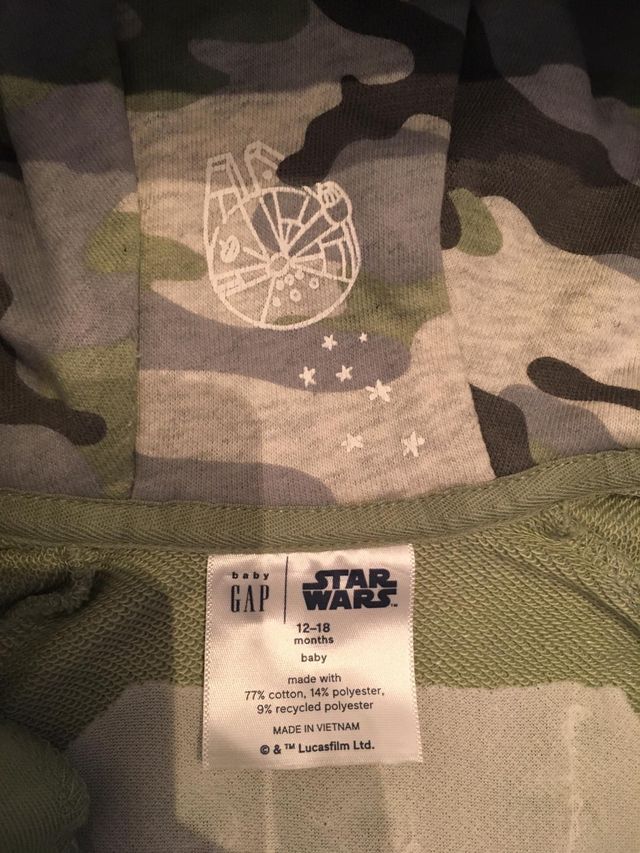 baby
GAP
STAR
WARS™
12–18
months
baby
made with
77% cotton, 14% polyester,
9% recycled polyester
MADE IN VIETNAM
© & ™ Lucasfilm Ltd.